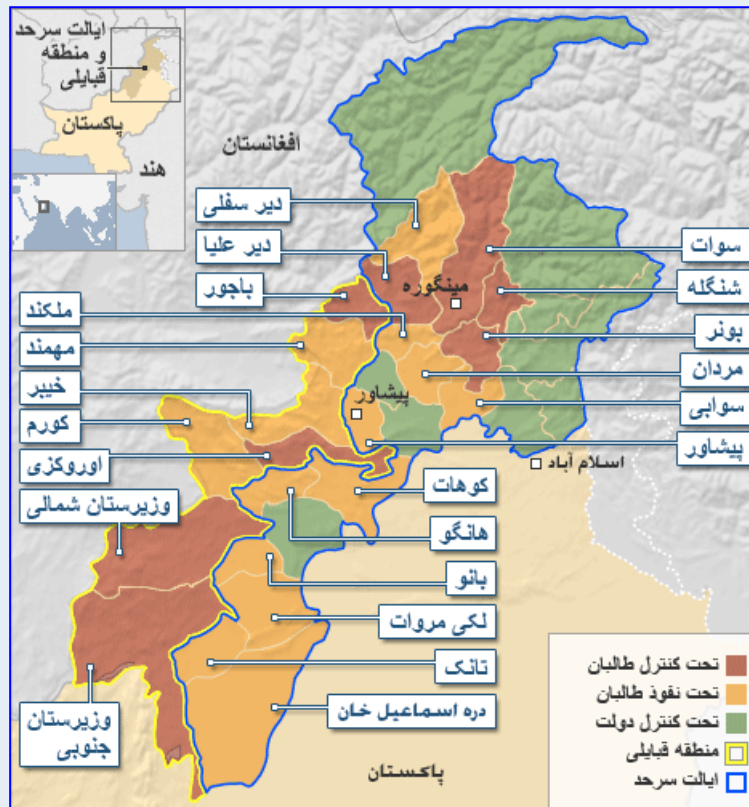 ایالت سرحد
و منطقه
قبایلی
پاکستان
هند
افغانستان
دیر سفلی
دیر علیا
باجور
ملکند
مهمند
خیبر
کورم
اوروکزی
وزیرستان شمالی
سوات
شنگله
بونر
مردان
سوابی
پیشاور
مینگوره
پیشاور
اسلام آباد
کوهات
هانگو
بانو
لکی مروات
تانک
دره اسماعیل خان
وزیرستان
جنوبی
پاکستان
تحت کنترل طالبان
تحت نفوذ طالبان
تحت کنترل دولت
منطقه قبایلی
ایالت سرحد